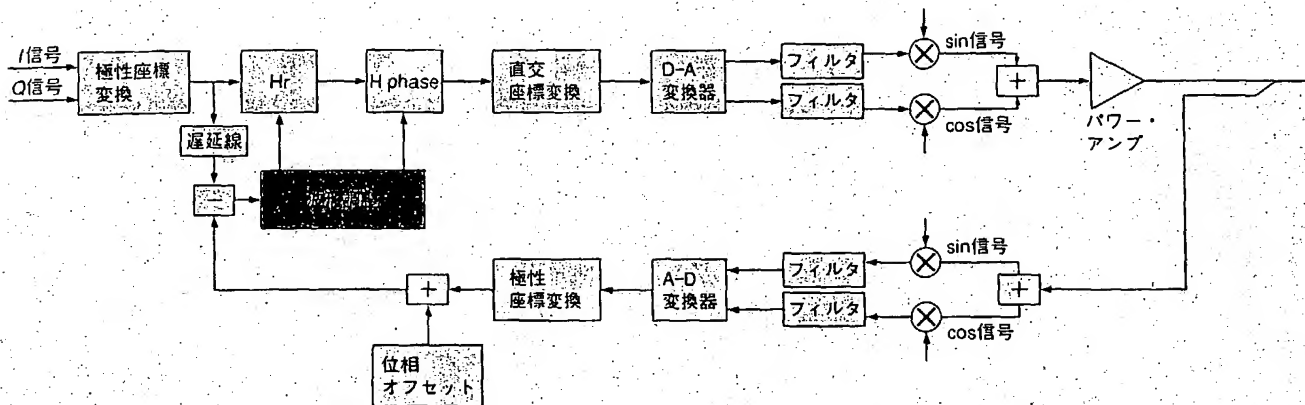 I信号
Q信号
極性座標
変換
Hr
H phase
直交
座標変換
D-A
変換器
フィルタ
フィルタ
sin信号
cos信号
+
パワー・
アンプ
遅延線
−
+
位相
オフセット
極性
座標変換
A-D
変換器
フィルタ
フィルタ
sin信号
cos信号
+